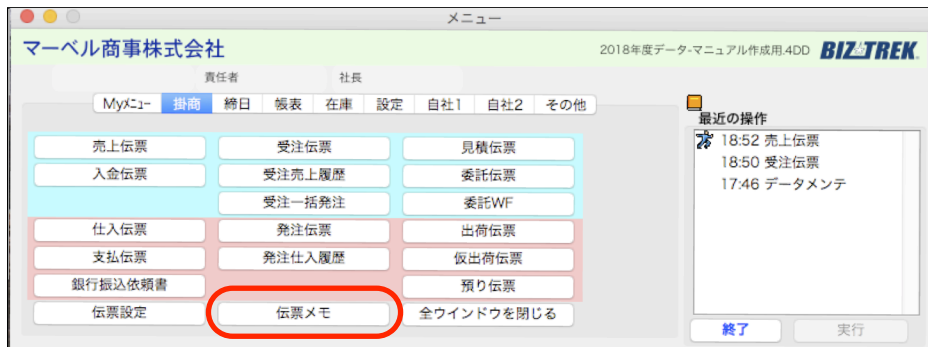 メニュー
マーベル商事株式会社
2018年度データ-マニュアル作成用.4DD BIZ TREK.
責任者 社長
Myメニュー 掛商 締日 帳表 在庫 設定 自社1 自社2 その他
最近の操作
売上伝票 受注伝票 見積伝票
入金伝票 受注売上履歴 委託伝票
受注一括発注 委託WF
仕入伝票 発注伝票 出荷伝票
支払伝票 発注仕入履歴 仮出荷伝票
銀行振込依頼書 預り伝票
伝票設定 伝票メモ 全ウインドウを閉じる
18:52 売上伝票
18:50 受注伝票
17:46 データメンテ
終了 実行